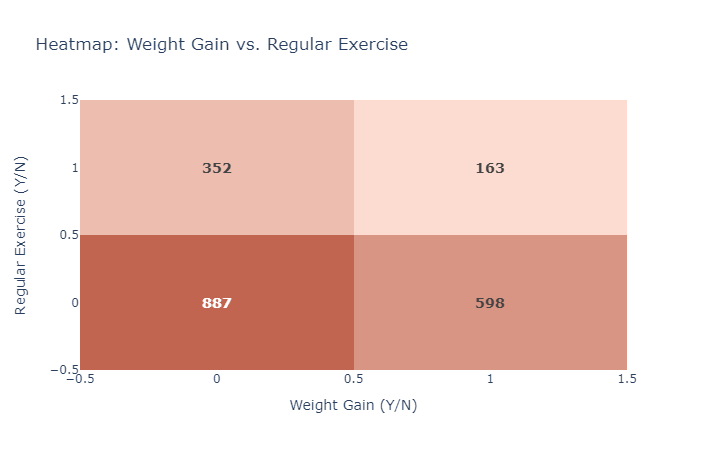 Heatmap: Weight Gain vs. Regular Exercise
1.5
352 163
1
Regular Exercise (Y/N)
0.5
887 598
0
−0.5
−0.5 0 0.5 1 1.5
Weight Gain (Y/N)